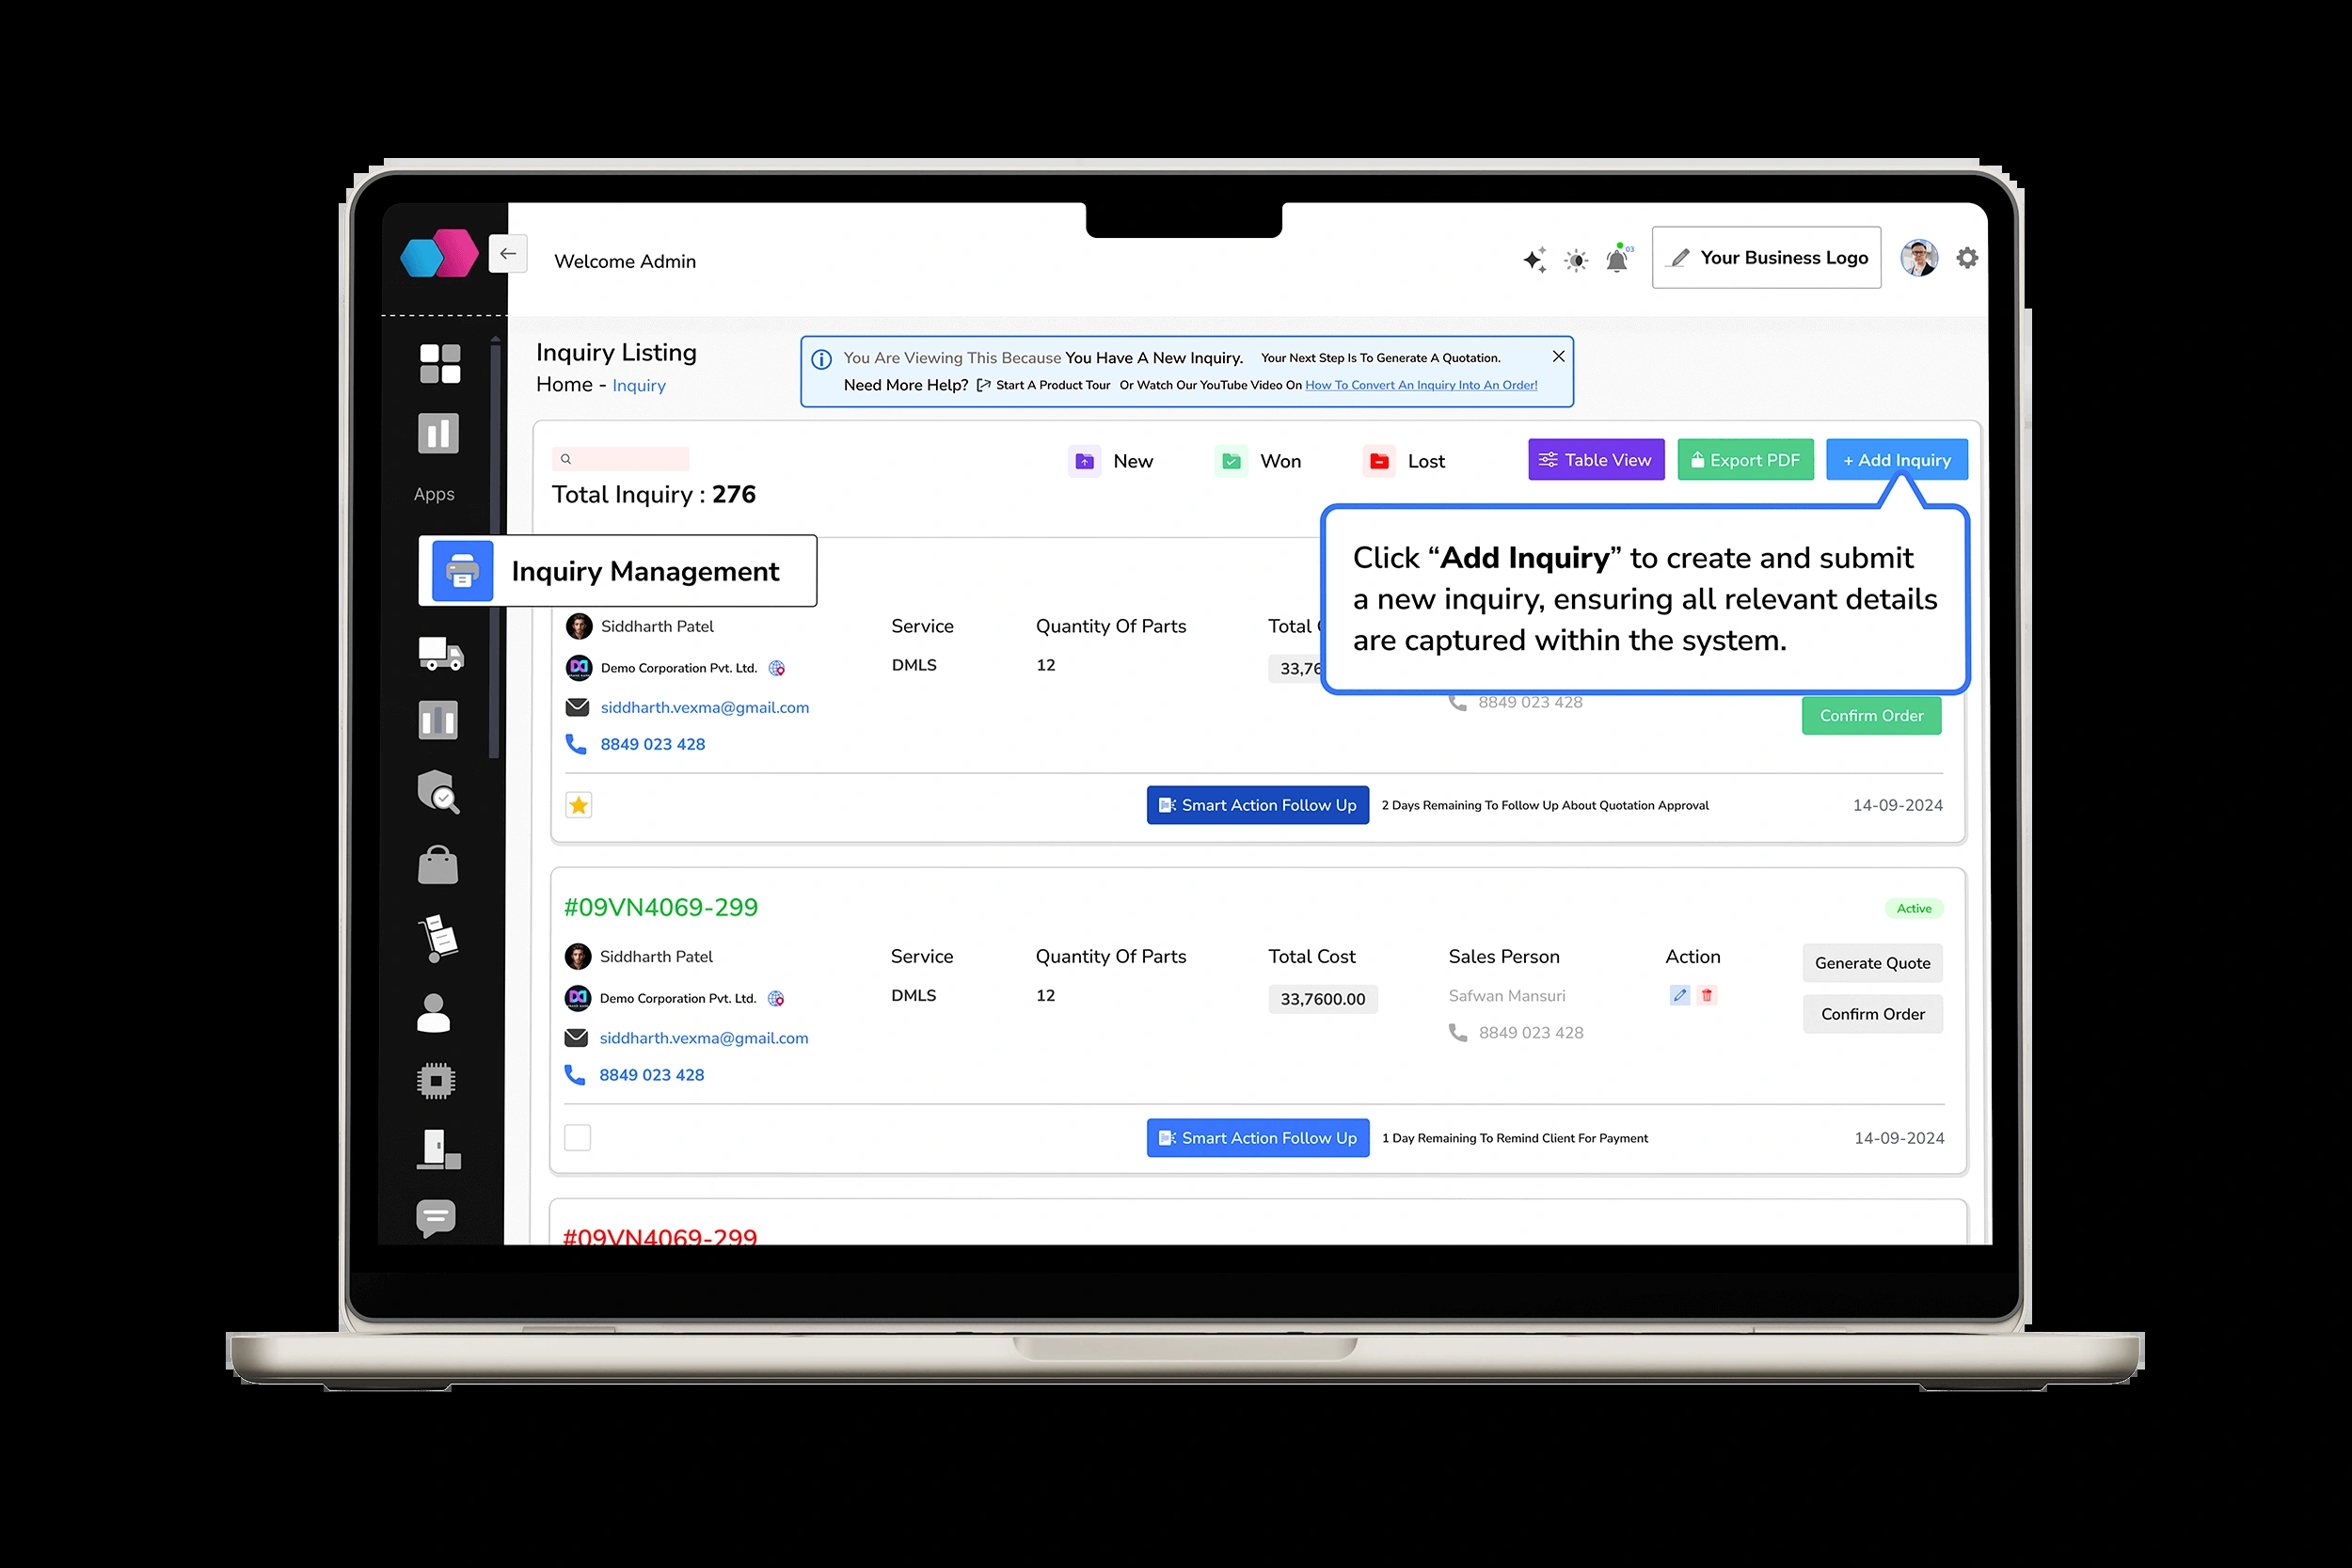 Welcome Admin
03
Your Business Logo
Inquiry Listing
Home - Inquiry
You Are Viewing This Because You Have A New Inquiry. Your Next Step Is To Generate A Quotation.
Need More Help? Start A Product Tour Or Watch Our YouTube Video On How To Convert An Inquiry Into An Order!
New
Won
Lost
Table View
Export PDF
+ Add Inquiry
Total Inquiry : 276
Apps
Inquiry Management
Click “Add Inquiry” to create and submit
a new inquiry, ensuring all relevant details
are captured within the system.
Siddharth Patel
Service
Quantity Of Parts
Total
Demo Corporation Pvt. Ltd.
DMLS
12
33,76
siddharth.vexma@gmail.com
8849 023 428
8849 023 428
Confirm Order
Smart Action Follow Up
2 Days Remaining To Follow Up About Quotation Approval
14-09-2024
#09VN4069-299
Active
Siddharth Patel
Service
Quantity Of Parts
Total Cost
Sales Person
Action
Generate Quote
Demo Corporation Pvt. Ltd.
DMLS
12
33,7600.00
Safwan Mansuri
Confirm Order
siddharth.vexma@gmail.com
8849 023 428
8849 023 428
Smart Action Follow Up
1 Day Remaining To Remind Client For Payment
14-09-2024
#09VN4069-299